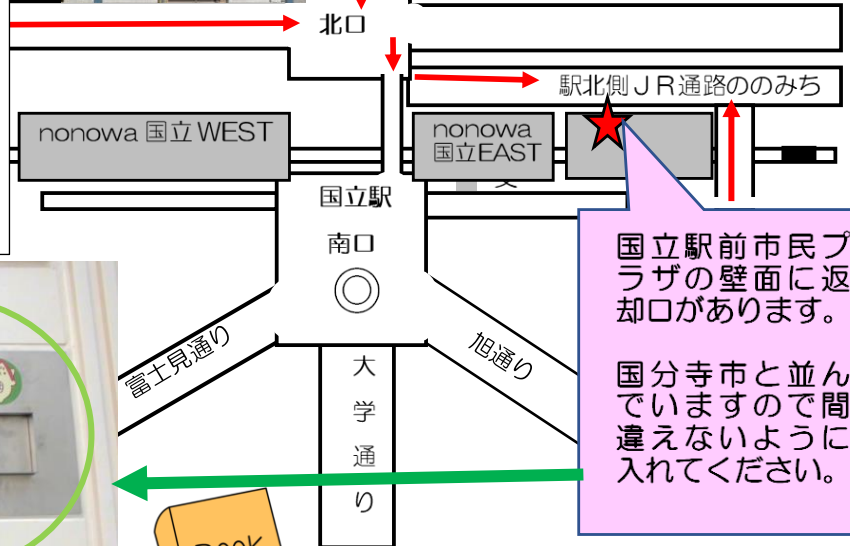 北口
駅北側JR通路ののみち
nonowa 国立WEST
nonowa
国立EAST
国立駅
南口
国立駅前市民プ
ラザの壁面に返
却口があります。
国分寺市と並ん
でいますので間
違えないように
入れてください。
富士見通り
旭通り
大学通り
BOOK